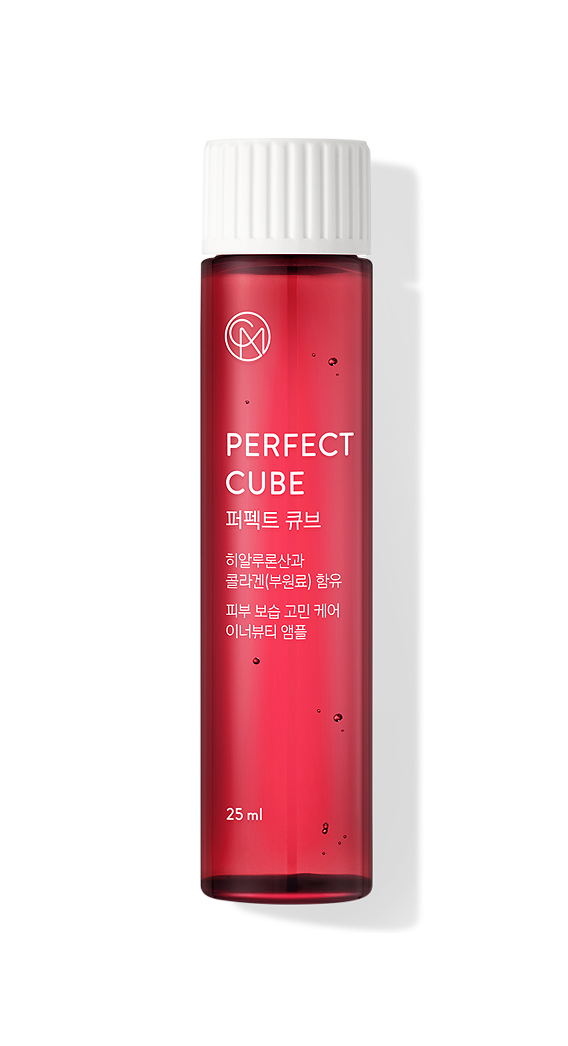 PERFECT
CUBE
퍼펙트 큐브
히알루론산과
콜라겐(부원료) 함유
피부 보습 고민 케어
이너뷰티 앰플
25 ml